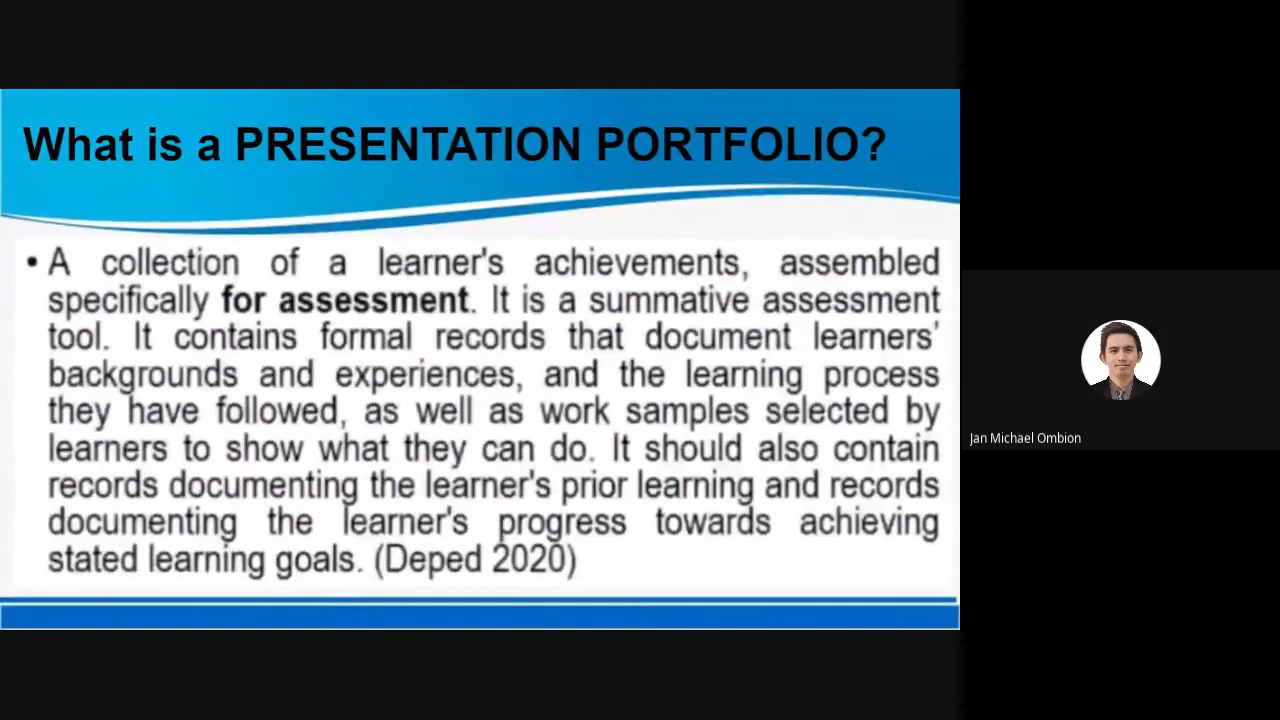 What is a PRESENTATION PORTFOLIO?
• A collection of a learner's achievements, assembled
specifically for assessment. It is a summative assessment
tool. It contains formal records that document learners'
backgrounds and experiences, and the learning process
they have followed, as well as work samples selected by
learners to show what they can do. It should also contain
records documenting the learner's prior learning and records
documenting the learner's progress towards achieving
stated learning goals. (Deped 2020)
Jan Michael Ombion